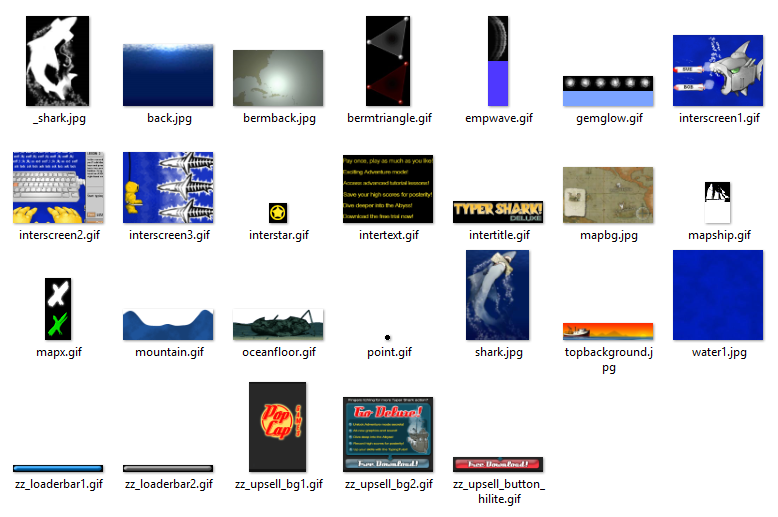 _shark.jpg
back.jpg
bermback.jpg
bermtriangle.gif
empwave.gif
gemglow.gif
interscreen1.gif
interscreen2.gif
interscreen3.gif
interstar.gif
Play once, play as much as you like!
Exciting Adventure mode!
Access advanced tutorial lessons!
Save your high scores for posterity!
Dive deeper into the Abyss!
Download the free trial now!
intertext.gif
TYPER SHARK!
DELUXE
intertitle.gif
mapbg.jpg
mapship.gif
mapx.gif
mountain.gif
oceanfloor.gif
point.gif
shark.jpg
topbackground.j
pg
water1.jpg
zz_loaderbar1.gif
zz_loaderbar2.gif
PopCap
GAMES
zz_upsell_bg1.gif
Go Deluxe!
Free Download!
zz_upsell_bg2.gif
Free Download!
zz_upsell_button_
hilite.gif